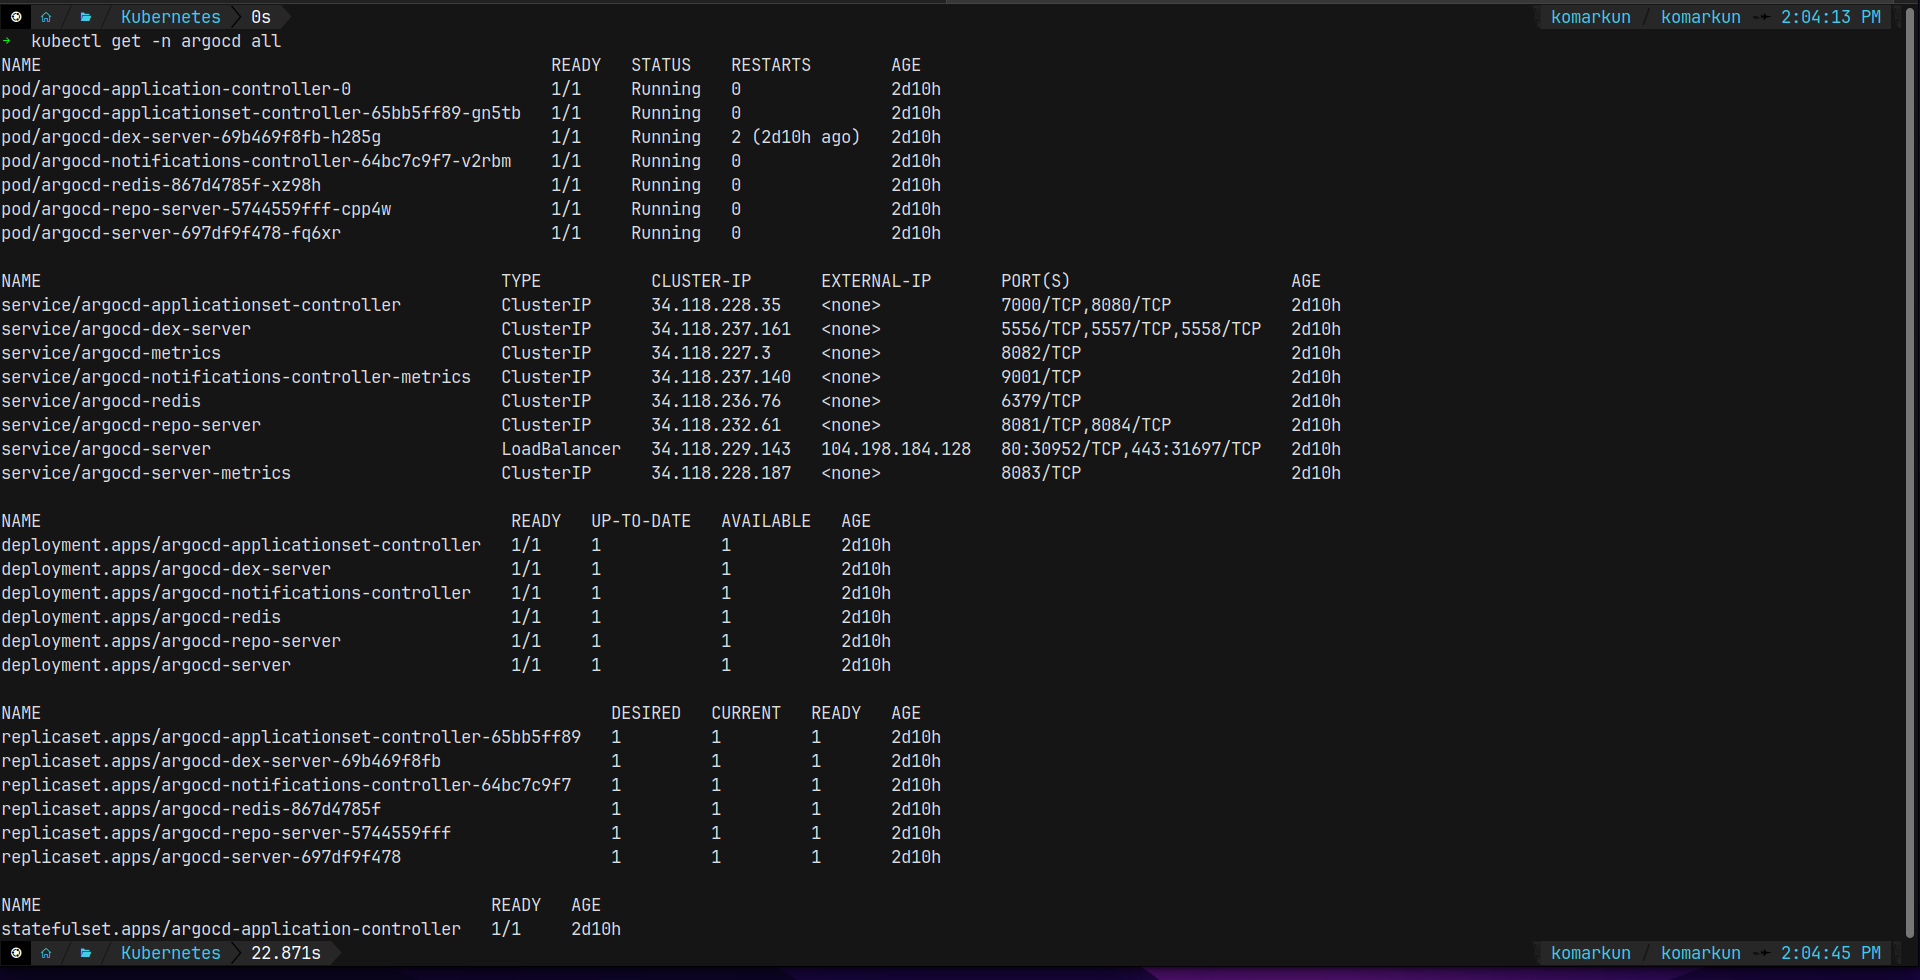 Kubernetes 0s komarkun komarkun 2:04:13 PM
kubectl get -n argocd all
NAME READY STATUS RESTARTS AGE
pod/argocd-application-controller-0 1/1 Running 0 2d10h
pod/argocd-applicationset-controller-65bb5ff89-gn5tb 1/1 Running 0 2d10h
pod/argocd-dex-server-69b469f8fb-h285g 1/1 Running 2 (2d10h ago) 2d10h
pod/argocd-notifications-controller-64bc7c9f7-v2rbm 1/1 Running 0 2d10h
pod/argocd-redis-867d4785f-xz98h 1/1 Running 0 2d10h
pod/argocd-repo-server-5744559fff-cpp4w 1/1 Running 0 2d10h
pod/argocd-server-697df9f478-fq6xr 1/1 Running 0 2d10h
NAME TYPE CLUSTER-IP EXTERNAL-IP PORT(S) AGE
service/argocd-applicationset-controller ClusterIP 34.118.228.35 <none> 7000/TCP,8080/TCP 2d10h
service/argocd-dex-server ClusterIP 34.118.237.161 <none> 5556/TCP,5557/TCP,5558/TCP 2d10h
service/argocd-metrics ClusterIP 34.118.227.3 <none> 8082/TCP 2d10h
service/argocd-notifications-controller-metrics ClusterIP 34.118.237.140 <none> 9001/TCP 2d10h
service/argocd-redis ClusterIP 34.118.236.76 <none> 6379/TCP 2d10h
service/argocd-repo-server ClusterIP 34.118.232.61 <none> 8081/TCP,8084/TCP 2d10h
service/argocd-server LoadBalancer 34.118.229.143 104.198.184.128 80:30952/TCP,443:31697/TCP 2d10h
service/argocd-server-metrics ClusterIP 34.118.228.187 <none> 8083/TCP 2d10h
NAME READY UP-TO-DATE AVAILABLE AGE
deployment.apps/argocd-applicationset-controller 1/1 1 1 2d10h
deployment.apps/argocd-dex-server 1/1 1 1 2d10h
deployment.apps/argocd-notifications-controller 1/1 1 1 2d10h
deployment.apps/argocd-redis 1/1 1 1 2d10h
deployment.apps/argocd-repo-server 1/1 1 1 2d10h
deployment.apps/argocd-server 1/1 1 1 2d10h
NAME DESIRED CURRENT READY AGE
replicaset.apps/argocd-applicationset-controller-65bb5ff89 1 1 1 2d10h
replicaset.apps/argocd-dex-server-69b469f8fb 1 1 1 2d10h
replicaset.apps/argocd-notifications-controller-64bc7c9f7 1 1 1 2d10h
replicaset.apps/argocd-redis-867d4785f 1 1 1 2d10h
replicaset.apps/argocd-repo-server-5744559fff 1 1 1 2d10h
replicaset.apps/argocd-server-697df9f478 1 1 1 2d10h
NAME READY AGE
statefulset.apps/argocd-application-controller 1/1 2d10h
Kubernetes 22.871s komarkun komarkun 2:04:45 PM